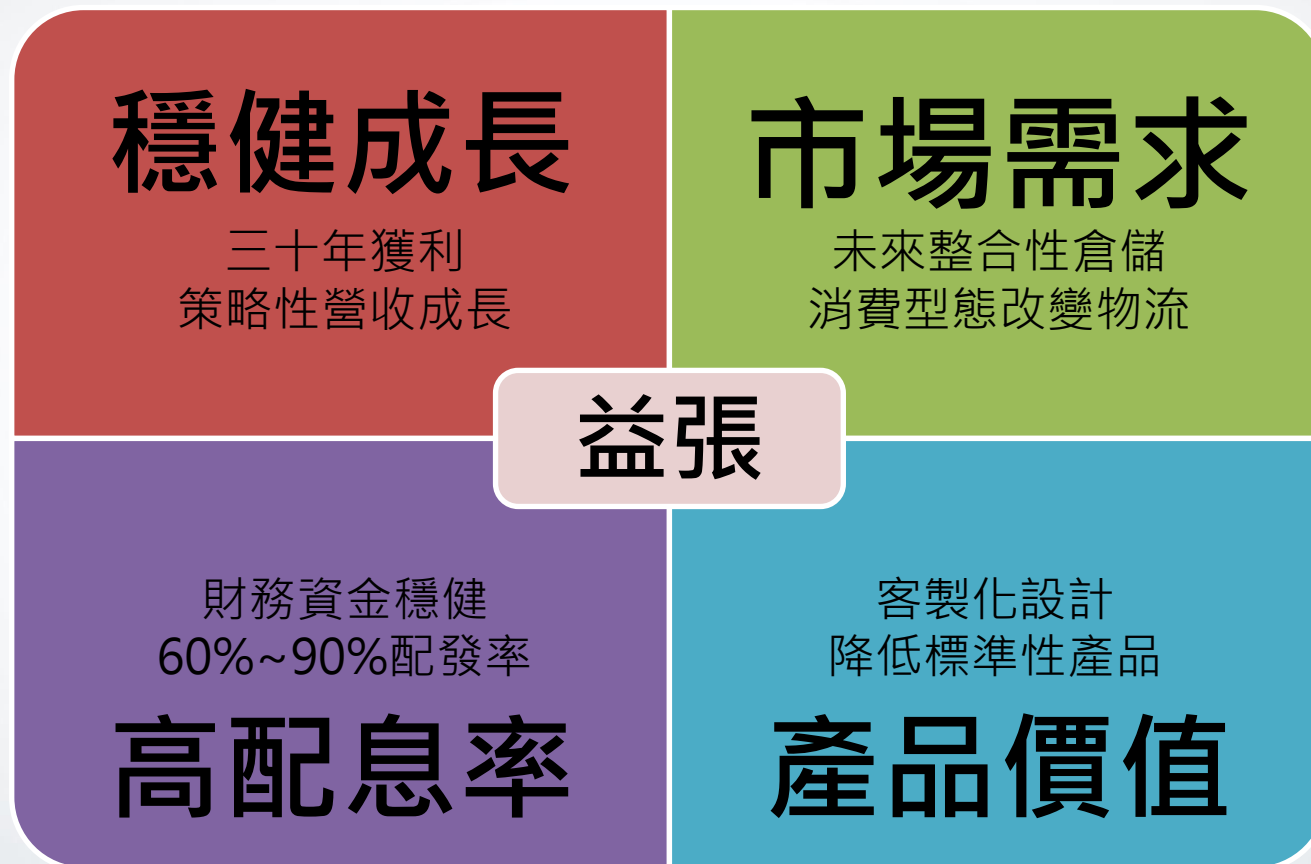 穩健成長
三十年獲利
策略性營收成長
市場需求
未來整合性倉儲
消費型態改變物流
益張
財務資金穩健
60%~90%配發率
高配息率
客製化設計
降低標準性產品
產品價值